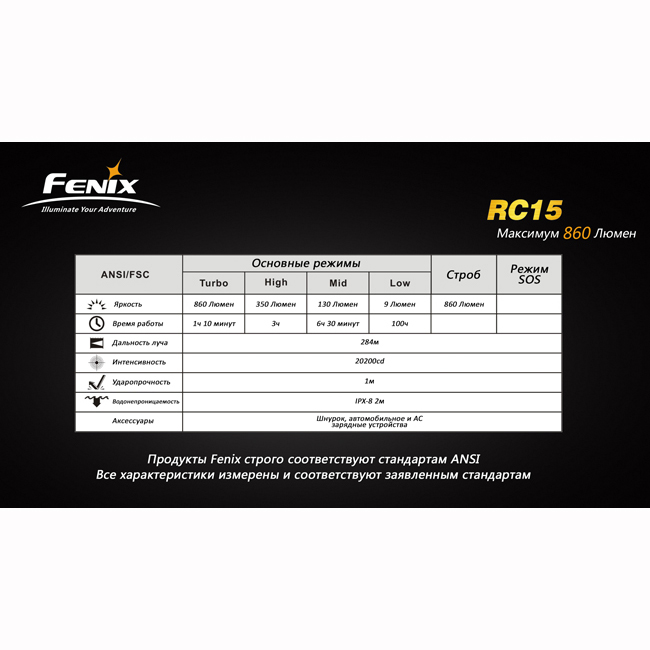 FENIX
Illuminate Your Adventure
RC15
Максимум 860 Люмен
ANSI/FSC Основные режимы Строб Режим SOS
Turbo High Mid Low
Яркость 860 Люмен 350 Люмен 130 Люмен 9 Люмен 860 Люмен
Время работы 1ч 10 минут 3ч 6ч 30 минут 100ч
Дальность луча 284м
Интенсивность 20200cd
Ударопрочность 1м
Водонепроницаемость IPX-8 2м
Аксессуары Шнурок, автомобильное и АС
зарядные устройства
Продукты Fenix строго соответствуют стандартам ANSI
Все характеристики измерены и соответствуют заявленным стандартам